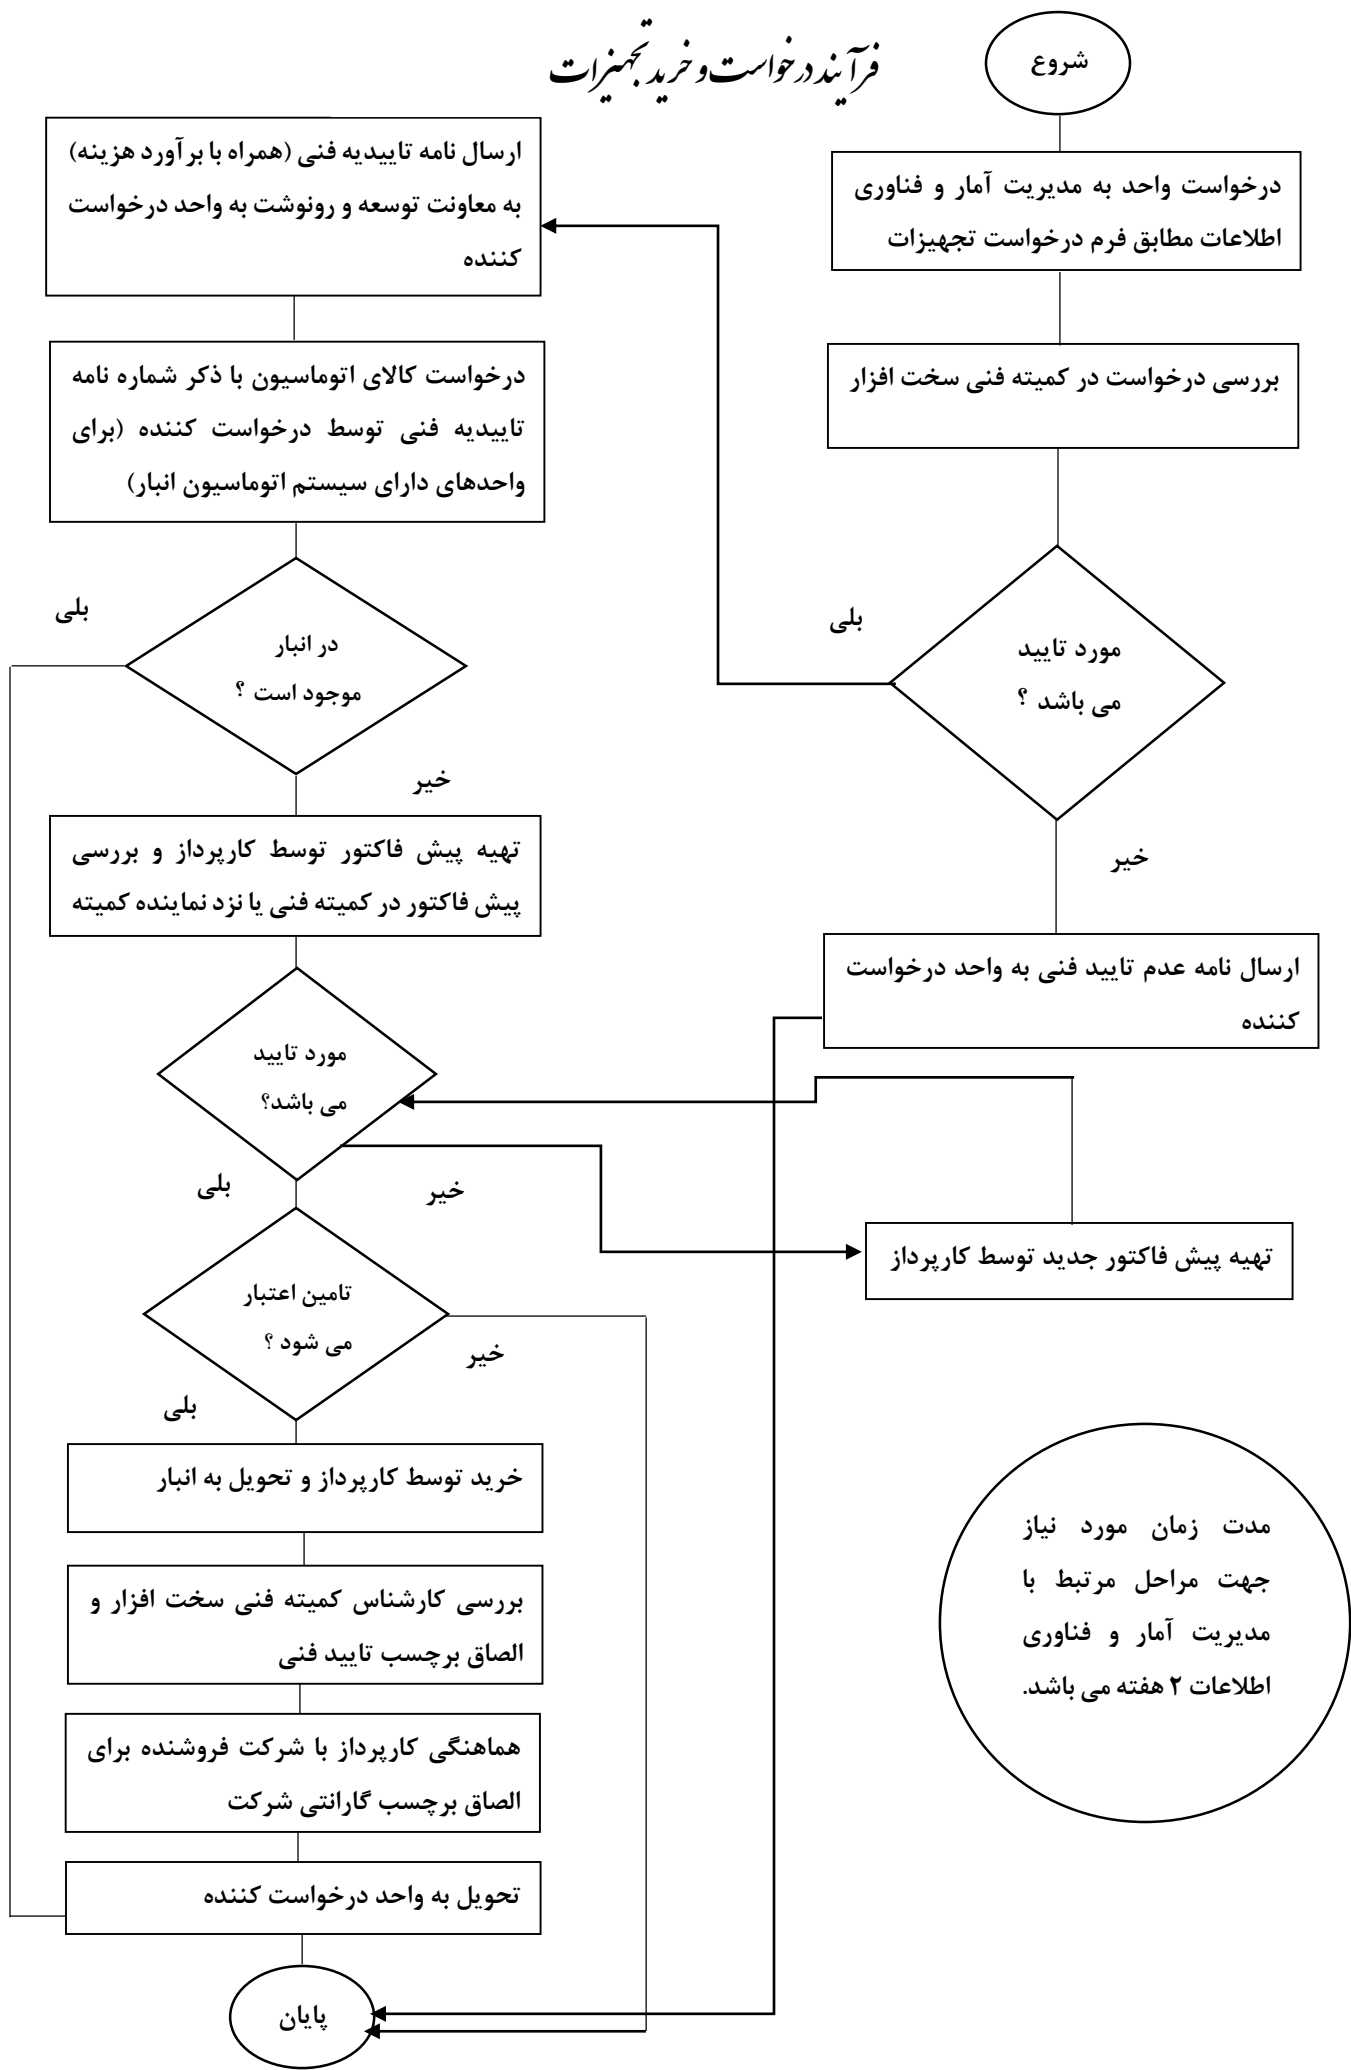 فرآیند درخواست و خرید تجهیزات
شروع
درخواست واحد به مدیریت آمار و فناوری
اطلاعات مطابق فرم درخواست تجهیزات
بررسی درخواست در کمیته فنی سخت افزار
مورد تایید
می باشد ؟
بلی
خیر
ارسال نامه عدم تایید فنی به واحد درخواست
کننده
ارسال نامه تاییدیه فنی (همراه با برآورد هزینه)
به معاونت توسعه و رونوشت به واحد درخواست
کننده
درخواست کالای اتوماسیون با ذکر شماره نامه
تاییدیه فنی توسط درخواست کننده (برای
واحدهای دارای سیستم اتوماسیون انبار)
در انبار
موجود است ؟
بلی
خیر
تهیه پیش فاکتور توسط کارپرداز و بررسی
پیش فاکتور در کمیته فنی یا نزد نماینده کمیته
مورد تایید
می باشد؟
بلی
خیر
تهیه پیش فاکتور جدید توسط کارپرداز
تامین اعتبار
می شود ؟
خیر
بلی
خرید توسط کارپرداز و تحویل به انبار
بررسی کارشناس کمیته فنی سخت افزار و
الصاق برچسب تایید فنی
هماهنگی کارپرداز با شرکت فروشنده برای
الصاق برچسب گارانتی شرکت
تحویل به واحد درخواست کننده
پایان
مدت زمان مورد نیاز
جهت مراحل مرتبط با
مدیریت آمار و فناوری
اطلاعات ۲ هفته می باشد.